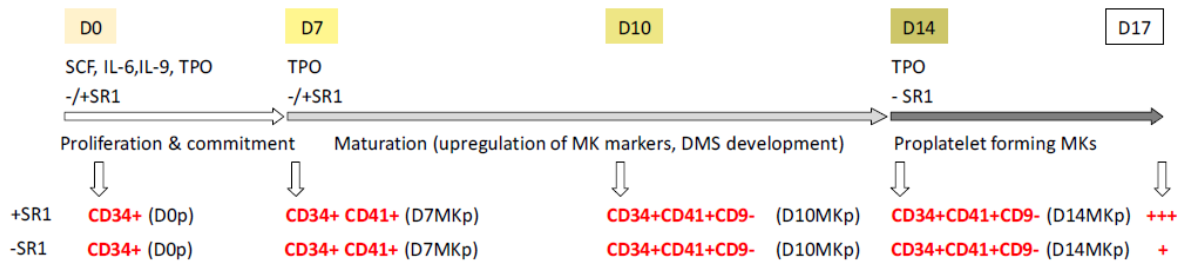 D0 D7 D10 D14 D17
SCF, IL-6,IL-9, TPO TPO TPO
-/+SR1 -/+SR1 - SR1
Proliferation & commitment Maturation (upregulation of MK markers, DMS development) Proplatelet forming MKs
+SR1 CD34+ (D0p) CD34+ CD41+ (D7MKp) CD34+CD41+CD9- (D10MKp) CD34+CD41+CD9- (D14MKp) +++
-SR1 CD34+ (D0p) CD34+ CD41+ (D7MKp) CD34+CD41+CD9- (D10MKp) CD34+CD41+CD9- (D14MKp) +